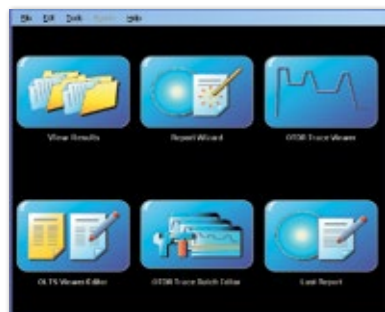 File Edit Tools Help
View Results Report Wizard OTDR Trace Viewer
OLTS Viewer Editor OTDR Trace Batch Editor Last Report